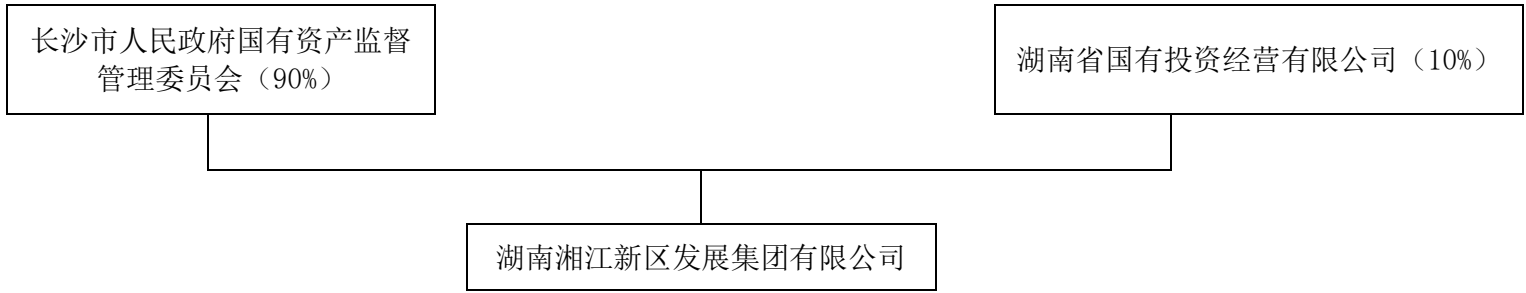 长沙市人民政府国有资产监督
管理委员会（90%）
湖南省国有投资经营有限公司（10%）
湖南湘江新区发展集团有限公司